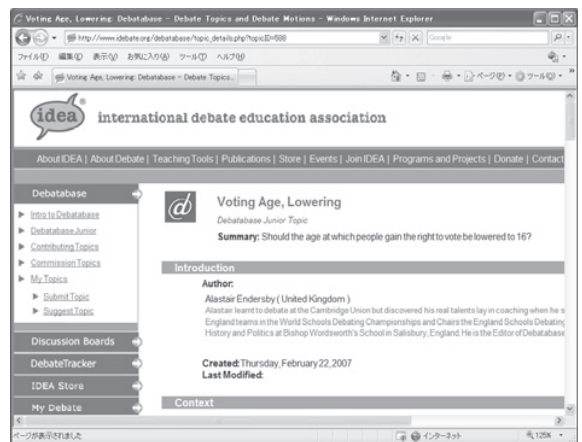 Voting Age, Lowering: Debatabase - Debate Topics and Debate Motions - Windows Internet Explorer
http://www.idebate.org/debatabase/topic_details.php?topicID=588
Google
ファイル(F) 編集(E) 表示(V) お気に入り(A) ツール(T) ヘルプ(H)
Voting Age, Lowering: Debatabase - Debate Topics...
ページ(P) ツール(O)
idea
international debate education association
About IDEA | About Debate | Teaching Tools | Publications | Store | Events | Join IDEA | Programs and Projects | Donate | Contact
Debatabase
Intro to Debatabase
Debatabase Junior
Contributing Topics
Commission Topics
My Topics
Submit Topic
Suggest Topic
Discussion Boards
DebateTracker
IDEA Store
My Debate
Voting Age, Lowering
Debatabase Junior Topic
Summary: Should the age at which people gain the right to vote be lowered to 16?
Introduction
Author:
Alastair Endersby ( United Kingdom )
Alastair learnt to debate at the Cambridge Union but discovered his real talents lay in coaching when he s
England teams in the World Schools Debating Championships and Chairs the England Schools Debating
History and Politics at Bishop Wordsworth's School in Salisbury, England. He is the Editor of Debatabase
Created: Thursday, February 22, 2007
Last Modified:
Context
ページが表示されました
インターネット
125%